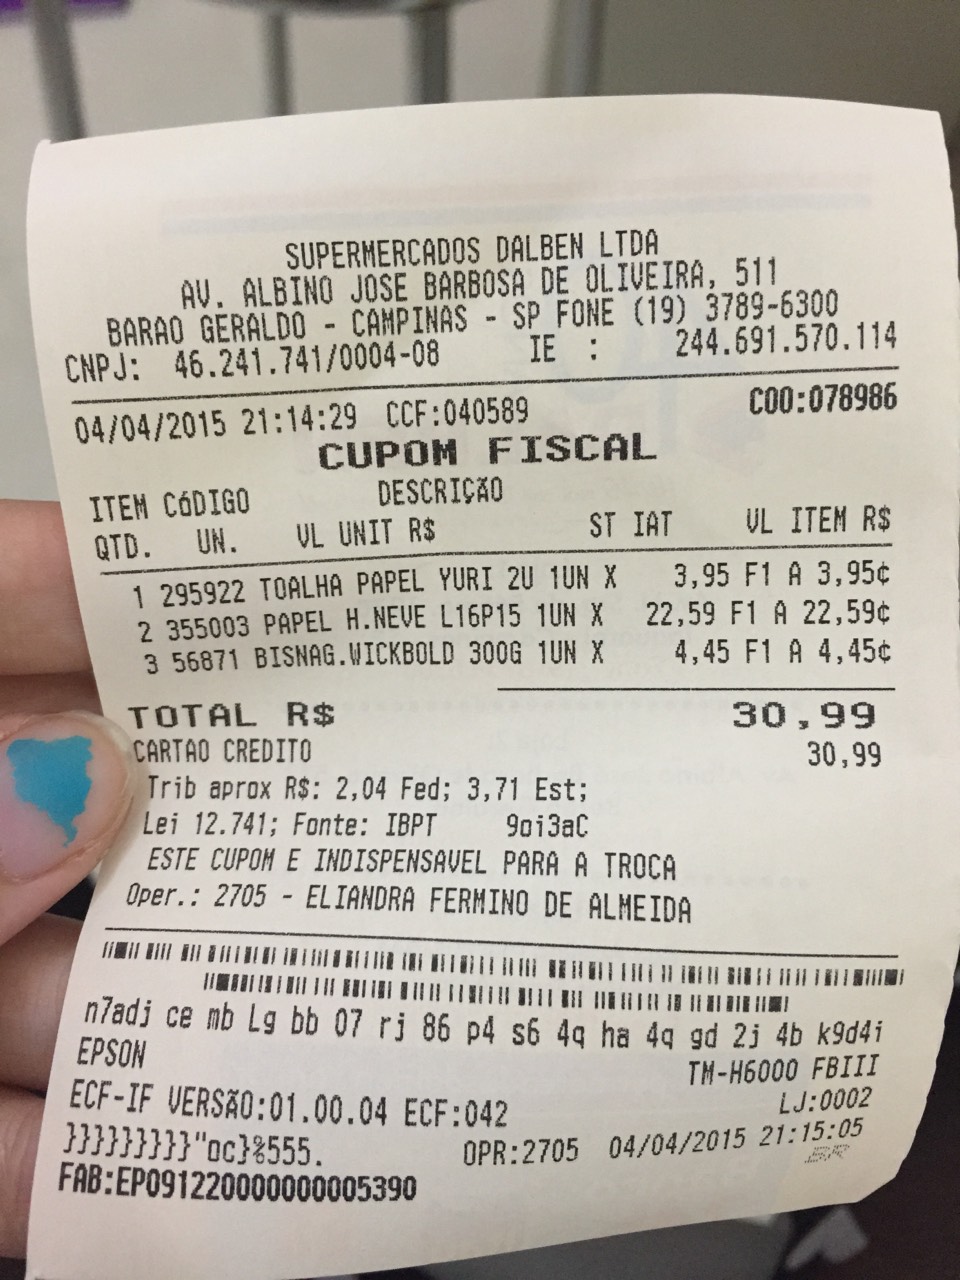 SUPERMERCADOS DALBEN LTDA
AV. ALBINO JOSE BARBOSA DE OLIVEIRA, 511
BARAO GERALDO - CAMPINAS - SP FONE (19) 3789-6300
CNPJ: 46.241.741/0004-08 IE : 244.691.570.114
04/04/2015 21:14:29 CCF:040589 COO:078986
CUPOM FISCAL
ITEM CóDIGO DESCRIÇÃO
QTD. UN. VL UNIT R$ ST IAT VL ITEM R$
1 295922 TOALHA PAPEL YURI 2U 1UN X 3,95 F1 A 3,95¢
2 355003 PAPEL H.NEVE L16P15 1UN X 22,59 F1 A 22,59¢
3 56871 BISNAG.WICKBOLD 300G 1UN X 4,45 F1 A 4,45¢
TOTAL R$ 30,99
CARTAO CREDITO 30,99
Trib aprox R$: 2,04 Fed; 3,71 Est;
Lei 12.741; Fonte: IBPT 9oi3aC
ESTE CUPOM E INDISPENSAVEL PARA A TROCA
Oper.: 2705 - ELIANDRA FERMINO DE ALMEIDA
n7adj ce mb Lg bb 07 rj 86 p4 s6 4q ha 4q gd 2j 4b k9d4i
EPSON TM-H6000 FBIII
ECF-IF VERSÃO:01.00.04 ECF:042 LJ:0002
}}}}}}}}}"oc}%555. OPR:2705 04/04/2015 21:15:05
FAB:EP091220000000005390 BR